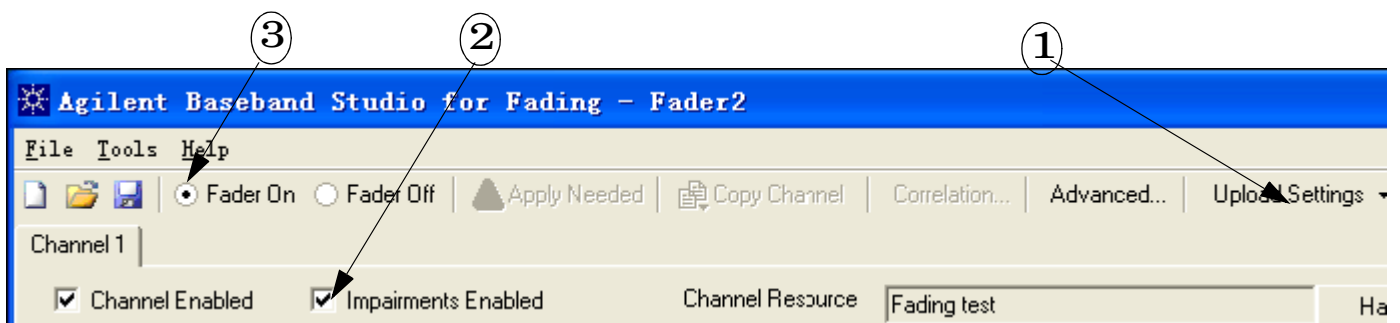 3 2 1
Agilent Baseband Studio for Fading - Fader2
File Tools Help
Fader On Fader Off Apply Needed Copy Channel Correlation... Advanced... Upload Settings
Channel 1
Channel Enabled Impairments Enabled Channel Resource Fading test Ha